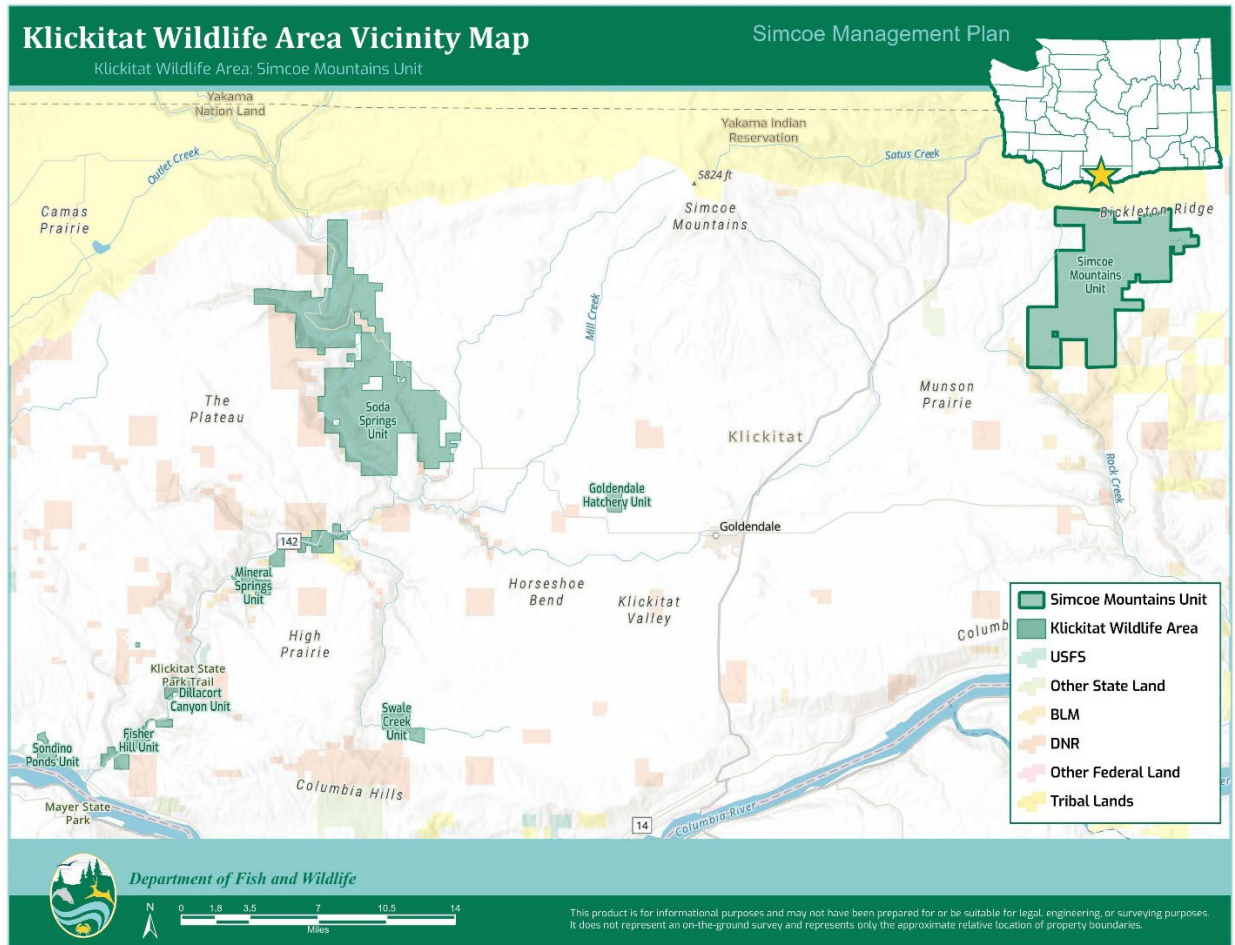 Klickitat Wildlife Area Vicinity Map
Simcoe Management Plan
Klickitat Wildlife Area: Simcoe Mountains Unit
Yakama
Nation Land
Outlet Creek
Camas
Prairie
Yakama Indian
Reservation
Satus Creek
5824 ft
Simcoe
Mountains
Bickleton Ridge
Simcoe
Mountains
Unit
Mill Creek
The
Plateau
Soda
Springs
Unit
Munson
Prairie
Klickitat
Rock Creek
Goldendale
Hatchery Unit
Goldendale
142
Mineral
Springs
Unit
Horseshoe
Bend
Klickitat
Valley
High
Prairie
Klickitat State
Park Trail
Dillacort
Canyon Unit
Swale
Creek
Unit
Fisher
Hill Unit
Sondino
Ponds Unit
Columbia Hills
Mayer State
Park
14
Columbia River
Columb
Simcoe Mountains Unit
Klickitat Wildlife Area
USFS
Other State Land
BLM
DNR
Other Federal Land
Tribal Lands
Department of Fish and Wildlife
N
0 1.8 3.5 7 10.5 14
Miles
This product is for informational purposes and may not have been prepared for or be suitable for legal, engineering, or surveying purposes.
It does not represent an on-the-ground survey and represents only the approximate relative location of property boundaries.